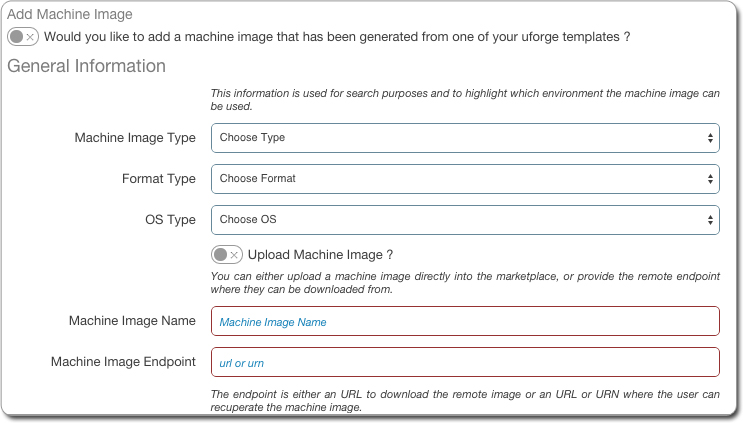 Add Machine Image
Would you like to add a machine image that has been generated from one of your uforge templates ?
General Information
This information is used for search purposes and to highlight which environment the machine image can
be used.
Machine Image Type
Choose Type
Format Type
Choose Format
OS Type
Choose OS
Upload Machine Image ?
You can either upload a machine image directly into the marketplace, or provide the remote endpoint
where they can be downloaded from.
Machine Image Name
Machine Image Name
Machine Image Endpoint
url or urn
The endpoint is either an URL to download the remote image or an URL or URN where the user can
recuperate the machine image.